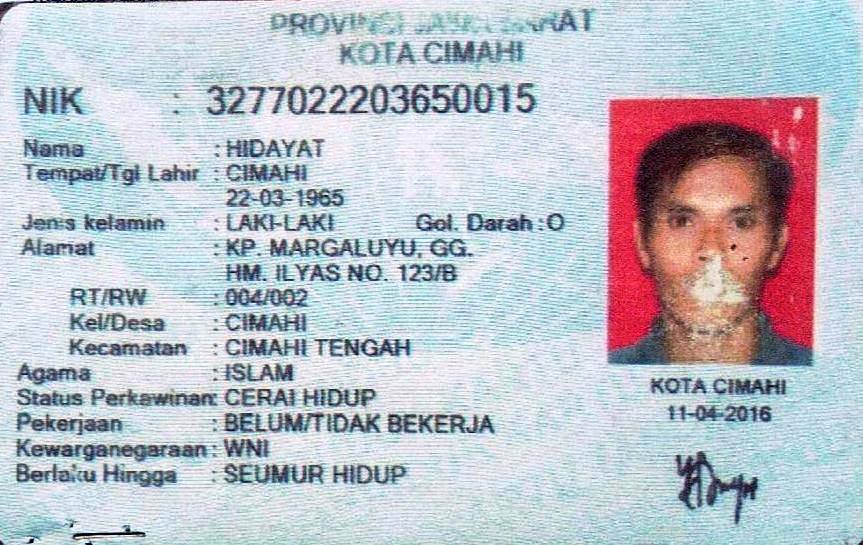 PROVINSI JAWA BARAT
KOTA CIMAHI
NIK : 3277022203650015
Nama : HIDAYAT
Tempat/Tgl Lahir : CIMAHI
22-03-1965
Jenis kelamin : LAKI-LAKI Gol. Darah : O
Alamat : KP. MARGALUYU, GG.
HM. ILYAS NO. 123/B
RT/RW : 004/002
Kel/Desa : CIMAHI
Kecamatan : CIMAHI TENGAH
Agama : ISLAM
Status Perkawinan: CERAI HIDUP
Pekerjaan : BELUM/TIDAK BEKERJA
Kewarganegaraan : WNI
Berlaku Hingga : SEUMUR HIDUP
KOTA CIMAHI
11-04-2016